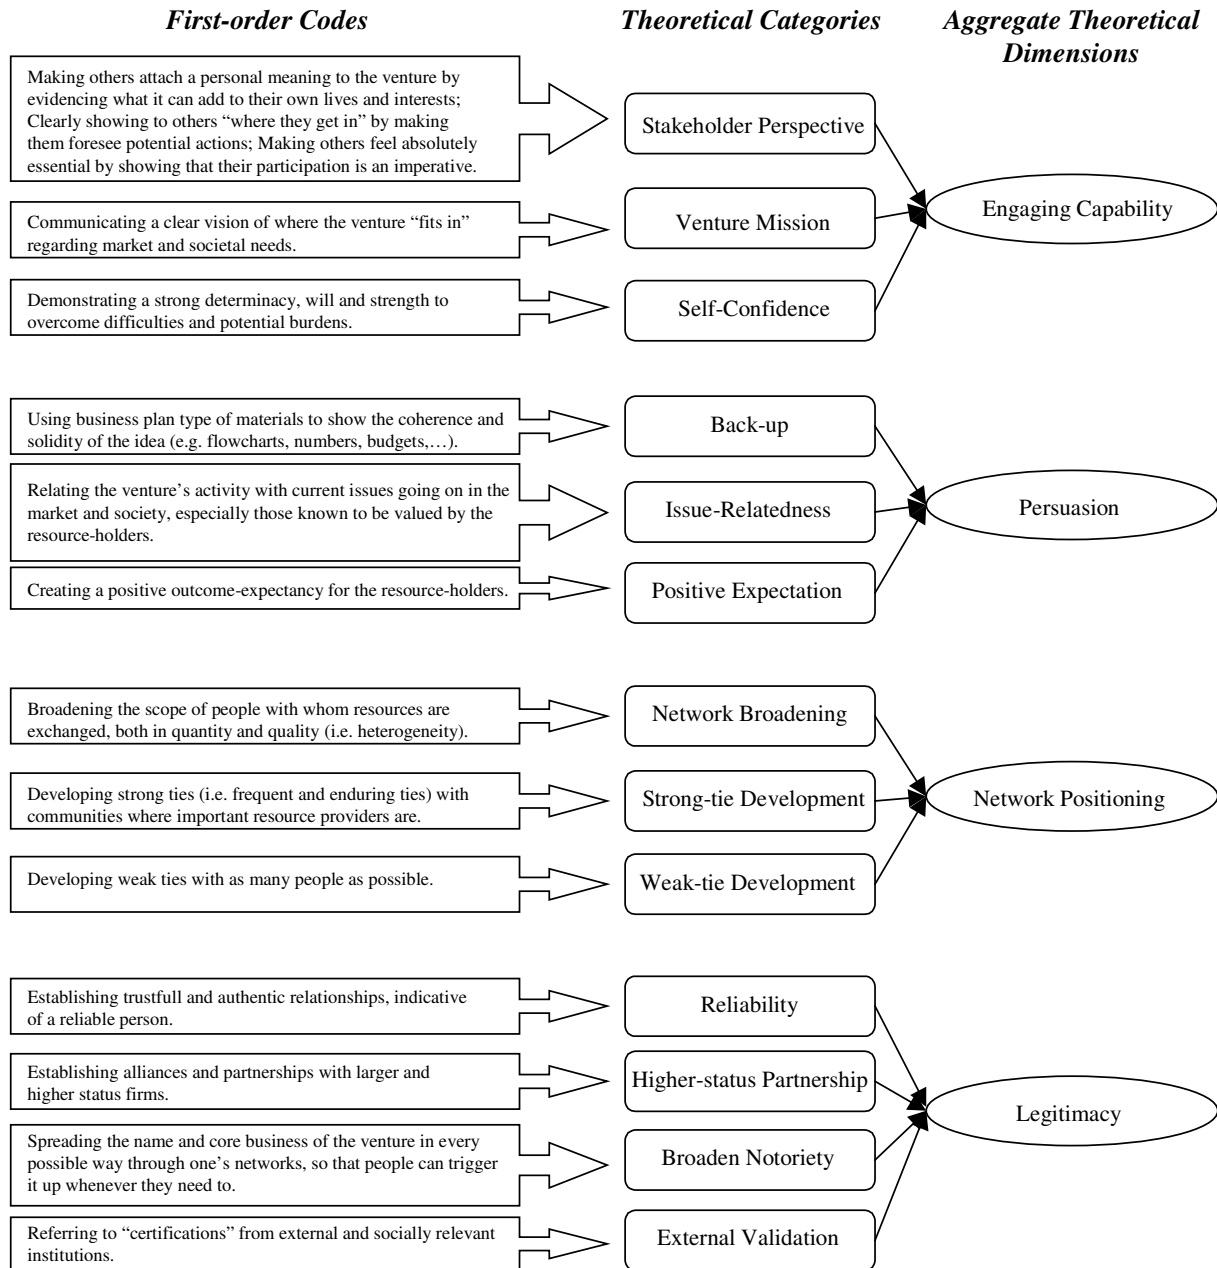 First-order Codes
Theoretical Categories
Aggregate Theoretical
Dimensions
Making others attach a personal meaning to the venture by
evidencing what it can add to their own lives and interests;
Clearly showing to others “where they get in” by making
them foresee potential actions; Making others feel absolutely
essential by showing that their participation is an imperative.
Stakeholder Perspective
Communicating a clear vision of where the venture “fits in”
regarding market and societal needs.
Venture Mission
Engaging Capability
Demonstrating a strong determinacy, will and strength to
overcome difficulties and potential burdens.
Self-Confidence
Using business plan type of materials to show the coherence and
solidity of the idea (e.g. flowcharts, numbers, budgets,…).
Back-up
Relating the venture’s activity with current issues going on in the
market and society, especially those known to be valued by the
resource-holders.
Issue-Relatedness
Persuasion
Creating a positive outcome-expectancy for the resource-holders.
Positive Expectation
Broadening the scope of people with whom resources are
exchanged, both in quantity and quality (i.e. heterogeneity).
Network Broadening
Developing strong ties (i.e. frequent and enduring ties) with
communities where important resource providers are.
Strong-tie Development
Network Positioning
Developing weak ties with as many people as possible.
Weak-tie Development
Establishing trustfull and authentic relationships, indicative
of a reliable person.
Reliability
Establishing alliances and partnerships with larger and
higher status firms.
Higher-status Partnership
Legitimacy
Spreading the name and core business of the venture in every
possible way through one’s networks, so that people can trigger
it up whenever they need to.
Broaden Notoriety
Referring to “certifications” from external and socially relevant
institutions.
External Validation